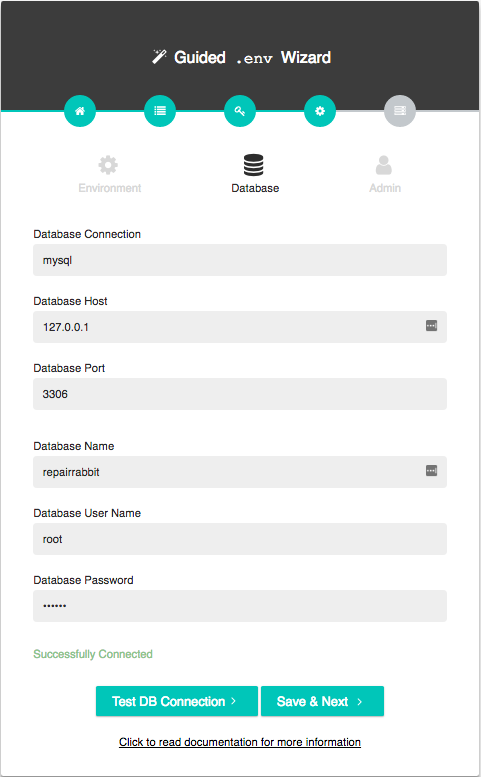 Guided .env Wizard
Environment
Database
Admin
Database Connection
mysql
Database Host
127.0.0.1
Database Port
3306
Database Name
repairrabbit
Database User Name
root
Database Password
••••••
Successfully Connected
Test DB Connection
Save & Next
Click to read documentation for more information